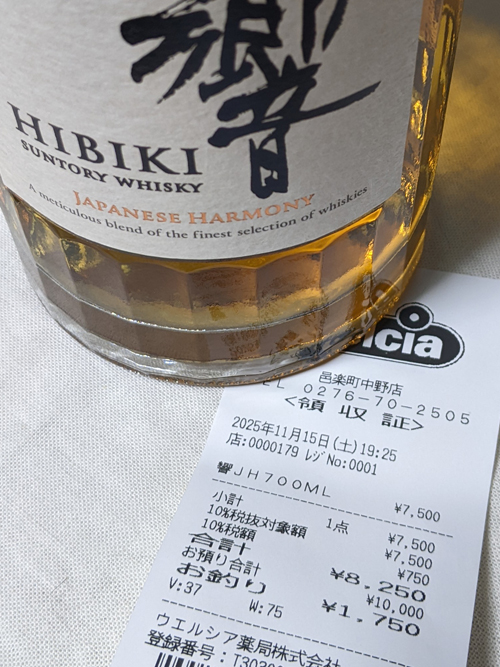 響
HIBIKI
SUNTORY WHISKY
JAPANESE HARMONY
A meticulous blend of the finest selection of whiskies
cia
邑楽町中野店
EL 0276-70-2505
<領収証>
2025年11月15日(土)19:25
店:0000179 レジNo:0001
響JH700ML ¥7,500
小計 1点 ¥7,500
10%税抜対象額 ¥7,500
10%税額 ¥750
合計 ¥8,250
お預り合計 ¥10,000
お釣り ¥1,750
V:37 W:75
ウエルシア薬局株式会社
登録番号:T3030